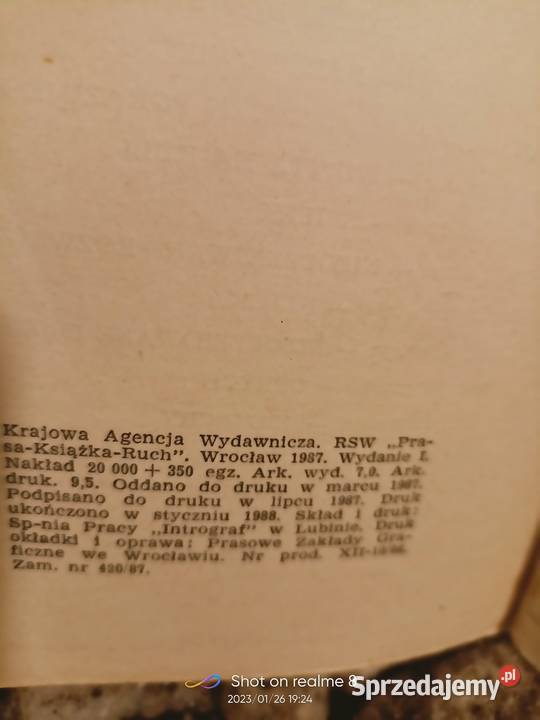 Krajowa Agencja Wydawnicza. RSW „Pra-
sa-Książka-Ruch”. Wrocław 1987. Wydanie I.
Nakład 20 000 + 350 egz. Ark. wyd. 7,0. Ark.
druk. 9,5. Oddano do druku w marcu 1987.
Podpisano do druku w lipcu 1987. Druk
ukończono w styczniu 1988. Skład i druk:
Sp-nia Pracy „Intrograf” w Lubinie. Druk
okładki i oprawa: Prasowe Zakłady Gra-
ficzne we Wrocławiu. Nr prod.
Zam. nr 420/87.
Shot on realme 8
2023/01/26 19:24
Sprzedajemy.pl